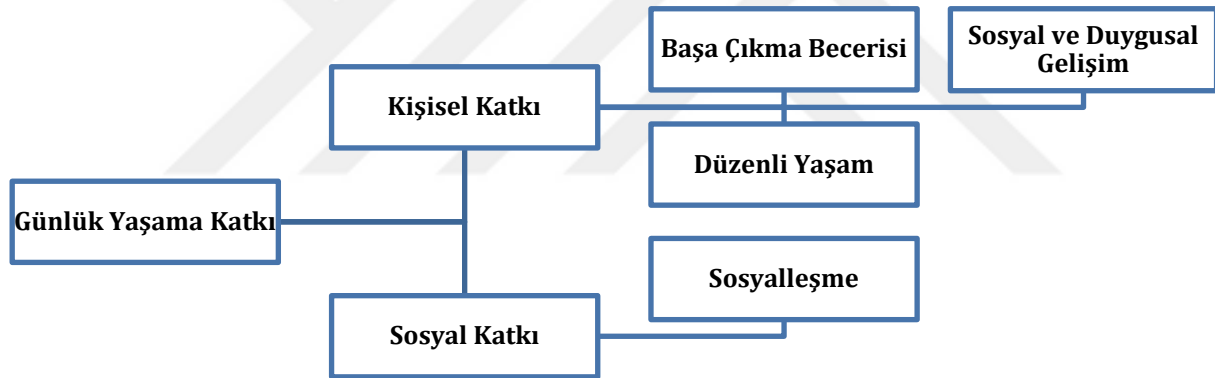 Başa Çıkma Becerisi
Sosyal ve Duygusal
Gelişim
Kişisel Katkı
Düzenli Yaşam
Günlük Yaşama Katkı
Sosyalleşme
Sosyal Katkı